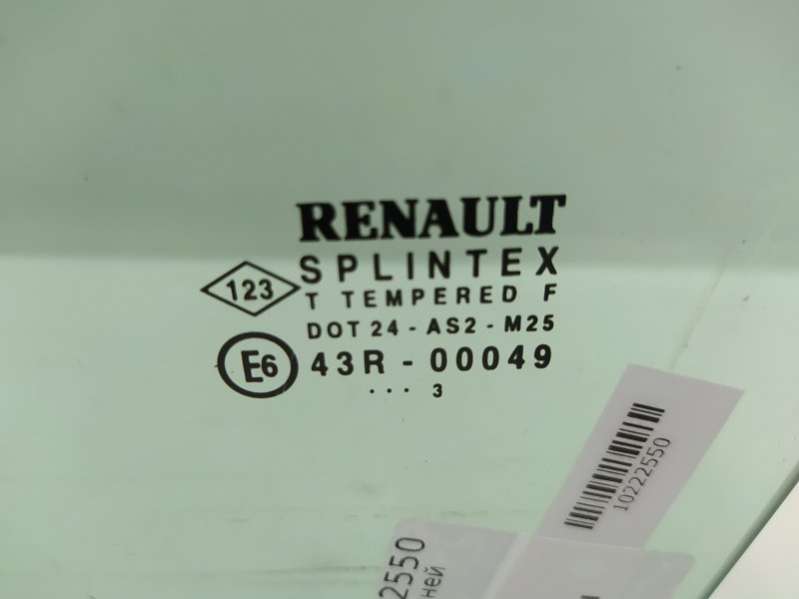 RENAULT
SPLINTEX
123
T TEMPERED F
DOT 24 - AS2 - M25
E6 43R - 00049
... 3
10222550
2550
ней